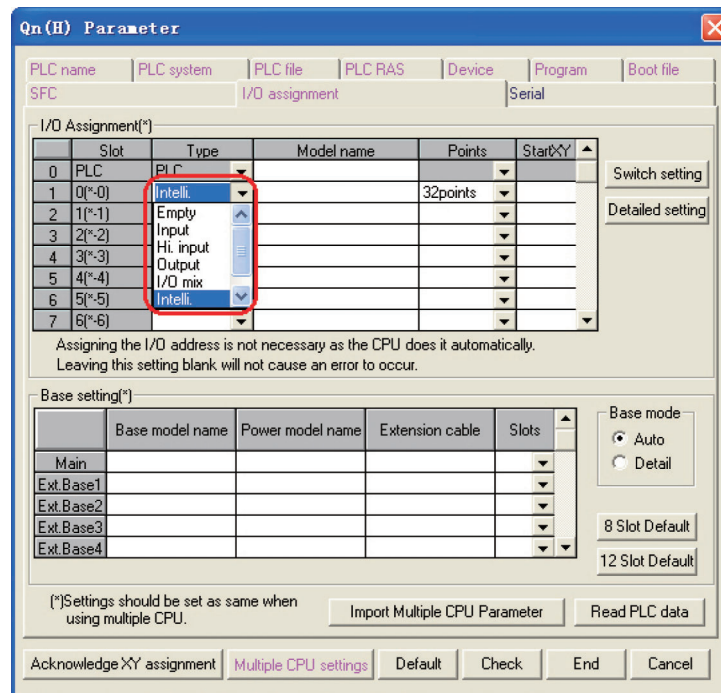 Qn(H) Parameter
PLC name PLC system PLC file PLC RAS Device Program Boot file
SFC I/O assignment Serial
I/O Assignment(*)
Slot Type Model name Points StartXY
0 PLC PLC
1 0(*-0) Intelli. 32points
2 1(*-1) Empty
3 2(*-2) Input
4 3(*-3) Hi. input
5 4(*-4) Output
I/O mix
6 5(*-5) Intelli.
7 6(*-6)
Switch setting
Detailed setting
Assigning the I/O address is not necessary as the CPU does it automatically.
Leaving this setting blank will not cause an error to occur.
Base setting(*)
Base model name Power model name Extension cable Slots
Main
Ext.Base1
Ext.Base2
Ext.Base3
Ext.Base4
Base mode
Auto
Detail
8 Slot Default
12 Slot Default
(*)Settings should be set as same when
using multiple CPU.
Import Multiple CPU Parameter Read PLC data
Acknowledge XY assignment Multiple CPU settings Default Check End Cancel